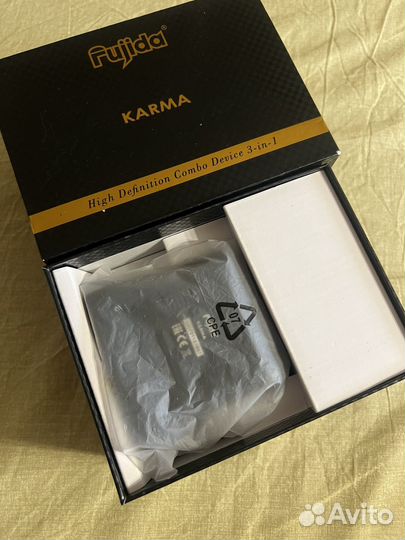 Fujida®
KARMA
High Definition Combo Device 3-in-1
07
CPE
Avito